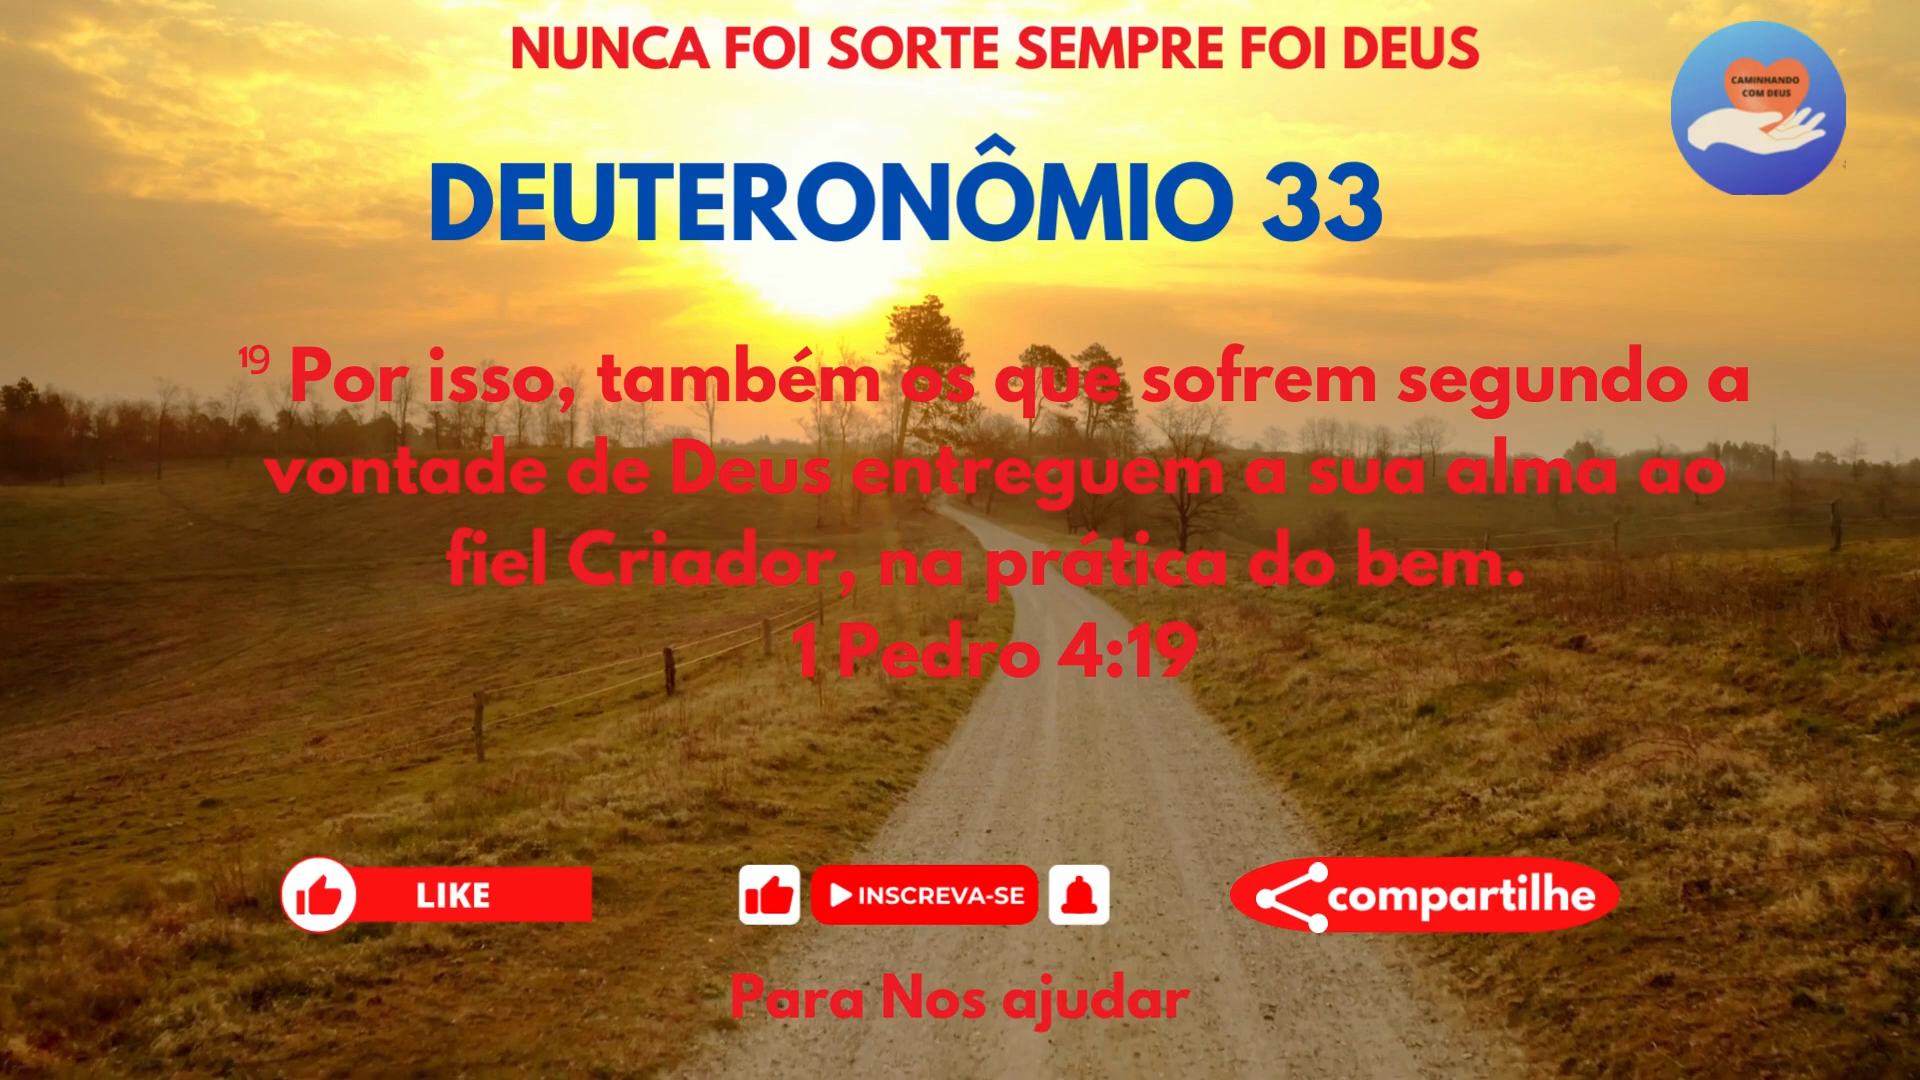 NUNCA FOI SORTE SEMPRE FOI DEUS
CAMINHANDO
COM DEUS
DEUTERONÔMIO 33
¹⁹ Por isso, também os que sofrem segundo a
vontade de Deus entreguem a sua alma ao
fiel Criador, na prática do bem.
1 Pedro 4:19
LIKE
INSCREVA-SE
compartilhe
Para Nos ajudar